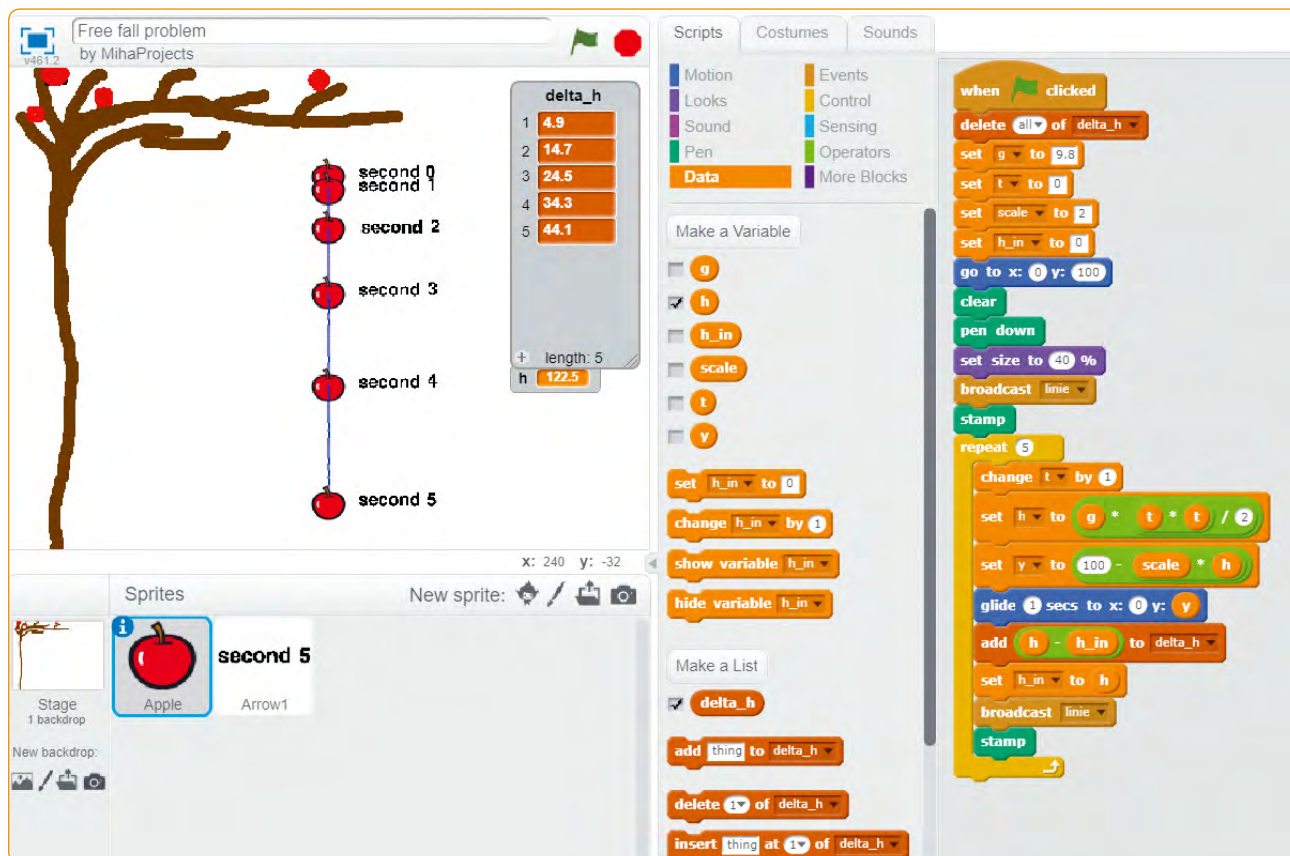 Free fall problem
by MihaProjects
v461.2
delta_h
1 4.9
2 14.7
3 24.5
4 34.3
5 44.1
+ length: 5
h 122.5
second 0
second 1
second 2
second 3
second 4
second 5
x: 240 y: -32
Sprites
New sprite:
Stage
1 backdrop
New backdrop:
Apple
second 5
Arrow1
Scripts Costumes Sounds
Motion Events
Looks Control
Sound Sensing
Pen Operators
Data More Blocks
Make a Variable
g
h
h_in
scale
t
y
set h_in to 0
change h_in by 1
show variable h_in
hide variable h_in
Make a List
delta_h
add thing to delta_h
delete 1 of delta_h
insert thing at 1 of delta_h
when clicked
delete all of delta_h
set g to 9.8
set t to 0
set scale to 2
set h_in to 0
go to x: 0 y: 100
clear
pen down
set size to 40 %
broadcast linie
stamp
repeat 5
change t by 1
set h to g * t * t / 2
set y to 100 - scale * h
glide 1 secs to x: 0 y: y
add h - h_in to delta_h
set h_in to h
broadcast linie
stamp